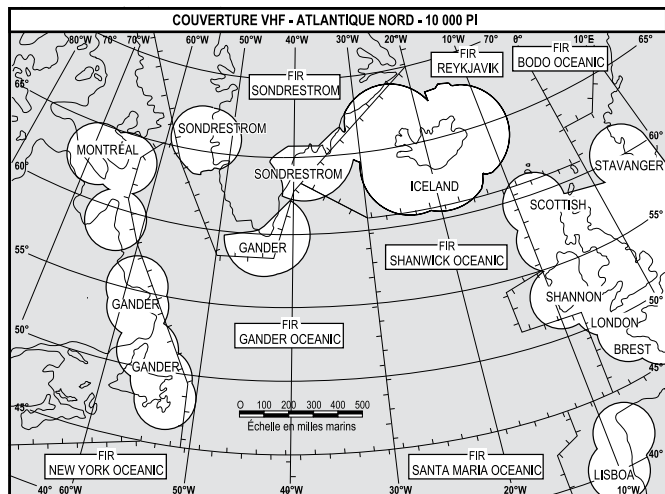 COUVERTURE VHF - ATLANTIQUE NORD - 10 000 PI
80°W 70°W 60°W 50°W 40°W 30°W 20°W 10°W 0° 10°E 65°
FIR
SONDRESTROM
FIR
REYKJAVIK
FIR
BODO OCEANIC
65°
60°
55°
50°
45°
60°
55°
50°
45°
40°
MONTRÉAL
SONDRESTROM
SONDRESTROM
ICELAND
STAVANGER
SCOTTISH
GANDER
FIR
SHANWICK OCEANIC
GANDER
SHANNON
LONDON
BREST
FIR
GANDER OCEANIC
GANDER
0 100 200 300 400 500
Échelle en milles marins
FIR
NEW YORK OCEANIC
FIR
SANTA MARIA OCEANIC
LISBOA
40° 60°W 50°W 40°W 30°W 20°W 10°W